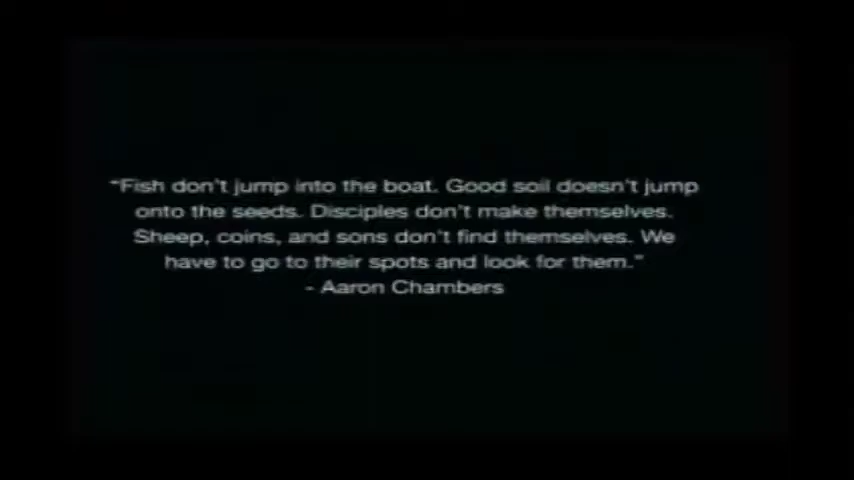 "Fish don't jump into the boat. Good soil doesn't jump
onto the seeds. Disciples don't make themselves.
Sheep, coins, and sons don't find themselves. We
have to go to their spots and look for them."
- Aaron Chambers